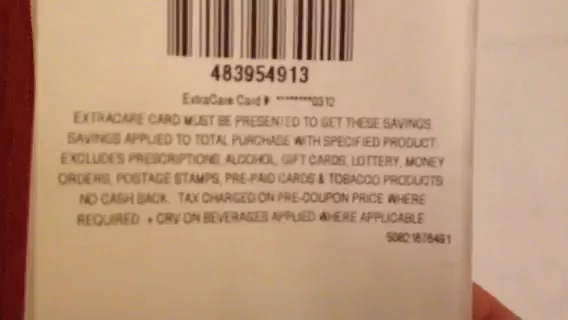 483954913
ExtraCare Card # ********0312
EXTRACARE CARD MUST BE PRESENTED TO GET THESE SAVINGS
SAVINGS APPLIED TO TOTAL PURCHASE WITH SPECIFIED PRODUCT
EXCLUDES PRESCRIPTIONS, ALCOHOL, GIFT CARDS, LOTTERY, MONEY
ORDERS, POSTAGE STAMPS, PRE-PAID CARDS & TOBACCO PRODUCTS
NO CASH BACK. TAX CHARGED ON PRE-COUPON PRICE WHERE
REQUIRED + CRV ON BEVERAGES APPLIED WHERE APPLICABLE